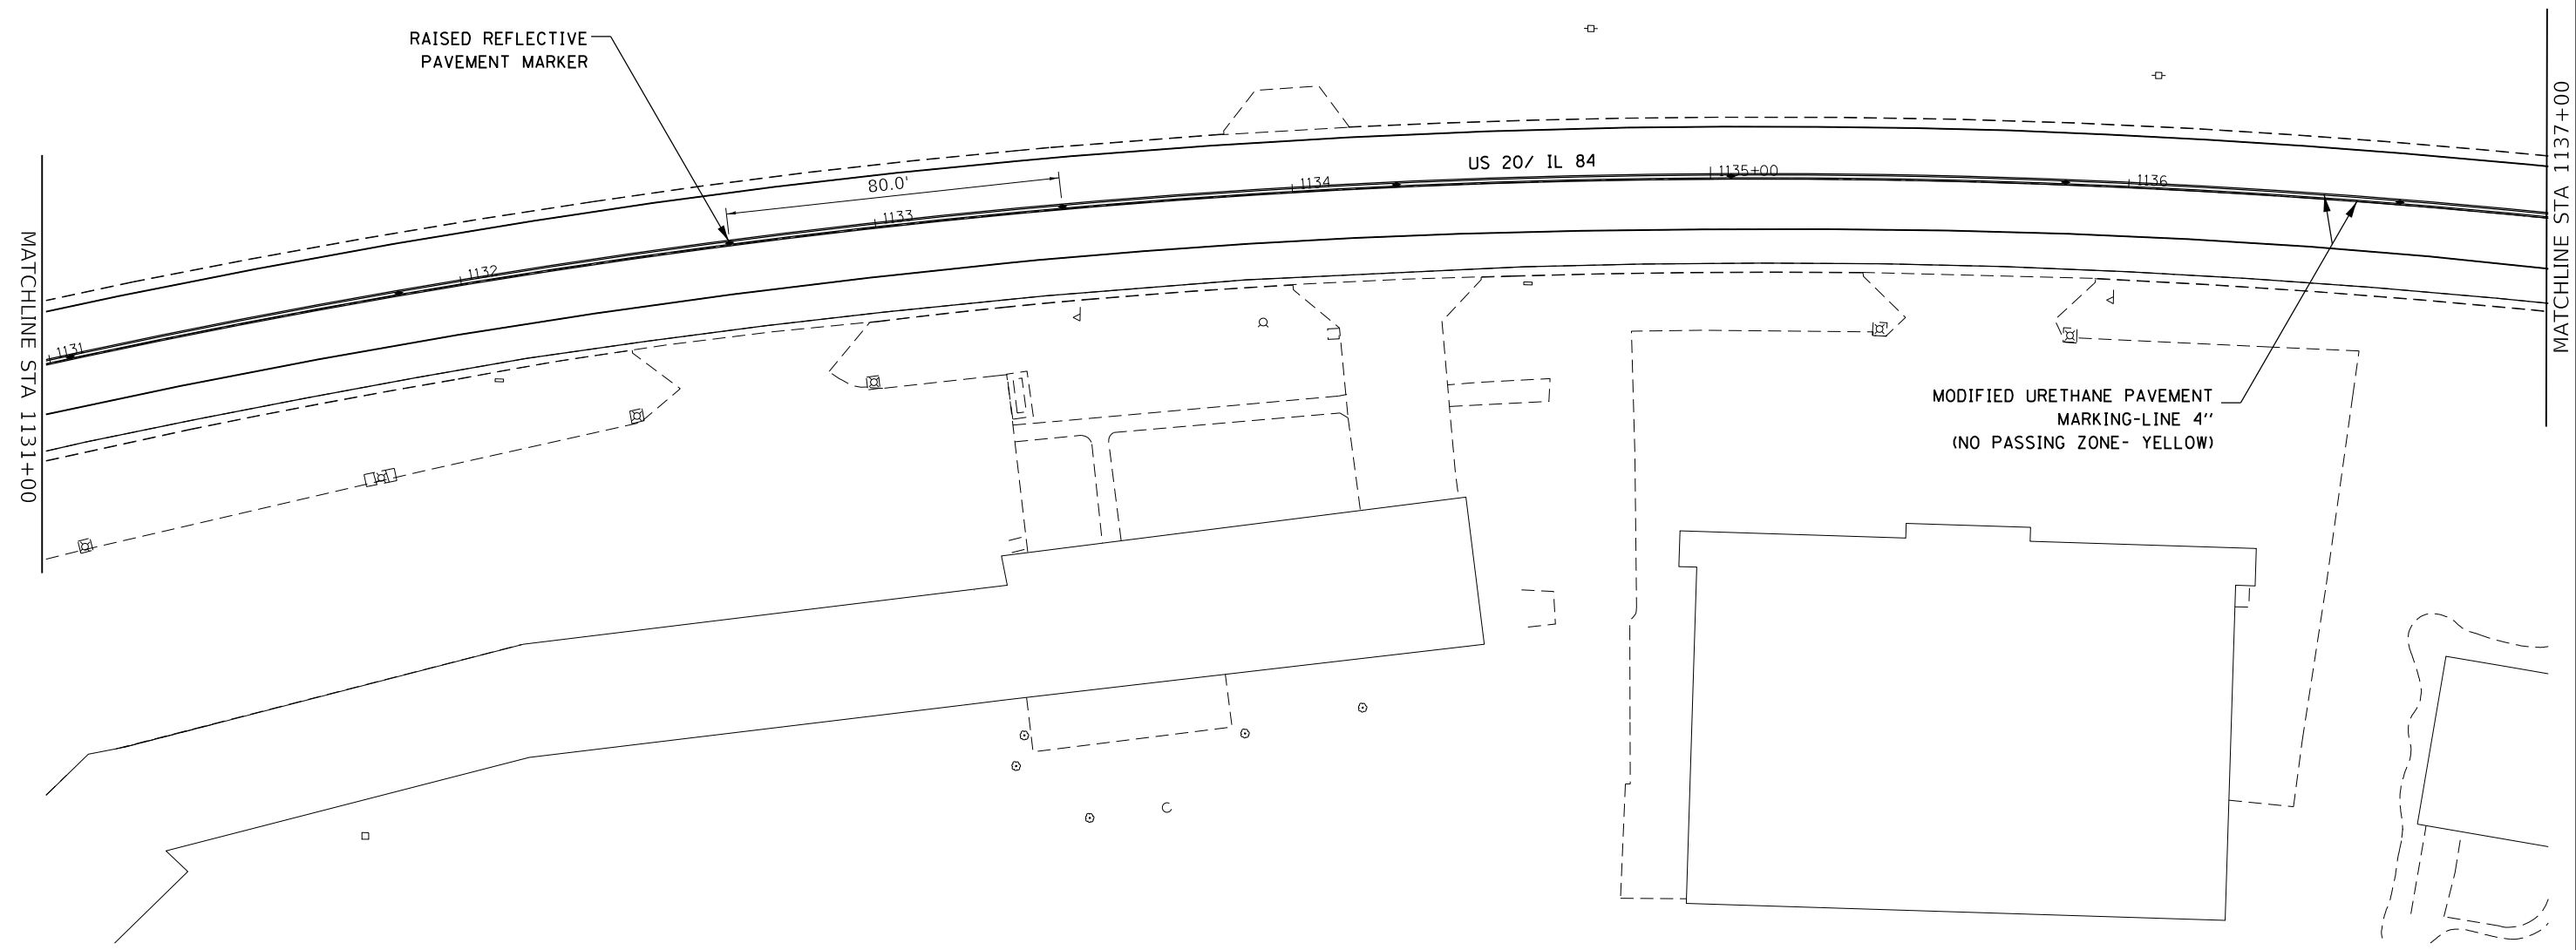 RAISED REFLECTIVE
PAVEMENT MARKER
80.0'
US 20/ IL 84
1131
1132
1133
1134
1135+00
1136
MATCHLINE STA 1131+00
MATCHLINE STA 1137+00
MODIFIED URETHANE PAVEMENT
MARKING-LINE 4"
(NO PASSING ZONE- YELLOW)